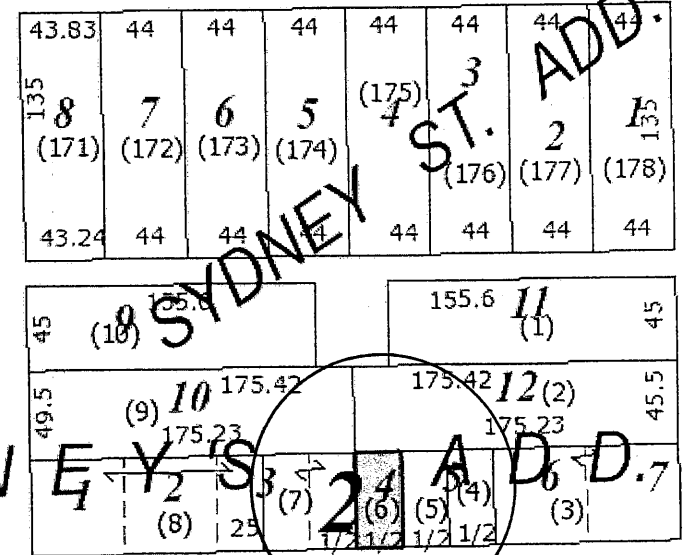 43.83 44 44 44 44 44 44 44
135 8 7 6 5 4 3 2 1 135
(171) (172) (173) (174) (175) (176) (177) (178)
43.24 44 44 44 44 44 44 44
SYDNEY ST. ADD.
45 9 (10) 155.6 155.6 11 (1) 45
49.5 (9) 10 175.42 175.42 12 (2) 45.5
175.23 175.23
NEY'S ADD.
1 2 3 (7) 2 4 5 (4) 6 7
(8) 25 (6) (5) (3)
1/2 1/2 1/2 1/2